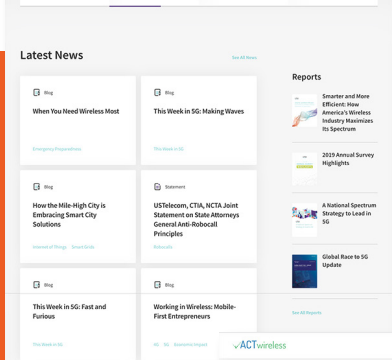 Latest News
See All News
Blog
When You Need Wireless Most
Emergency Preparedness
Blog
This Week in 5G: Making Waves
This Week in 5G
Blog
How the Mile-High City is
Embracing Smart City
Solutions
Internet of Things Smart Cities
Statement
USTelecom, CTIA, NCTA Joint
Statement on State Attorneys
General Anti-Robocall
Principles
Robocalls
Blog
This Week in 5G: Fast and
Furious
This Week in 5G
Blog
Working in Wireless: Mobile-
First Entrepreneurs
4G 5G Economic Impact
Reports
Smarter and More
Efficient: How
America's Wireless
Industry Maximizes
Its Spectrum
2019 Annual Survey
Highlights
A National Spectrum
Strategy to Lead in
5G
Global Race to 5G
Update
See All Reports
ACTwireless